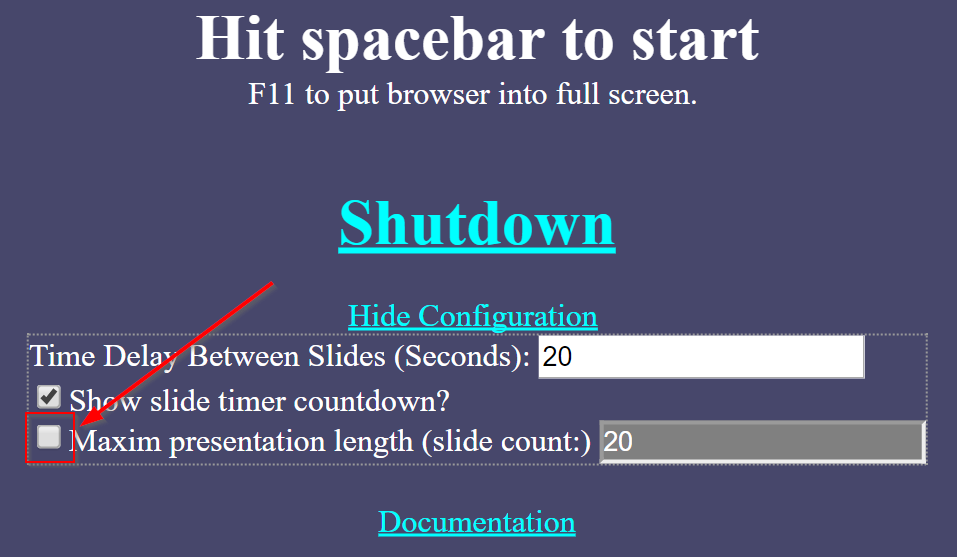 Hit spacebar to start
F11 to put browser into full screen.
Shutdown
Hide Configuration
Time Delay Between Slides (Seconds): 20
Show slide timer countdown?
Maxim presentation length (slide count:) 20
Documentation